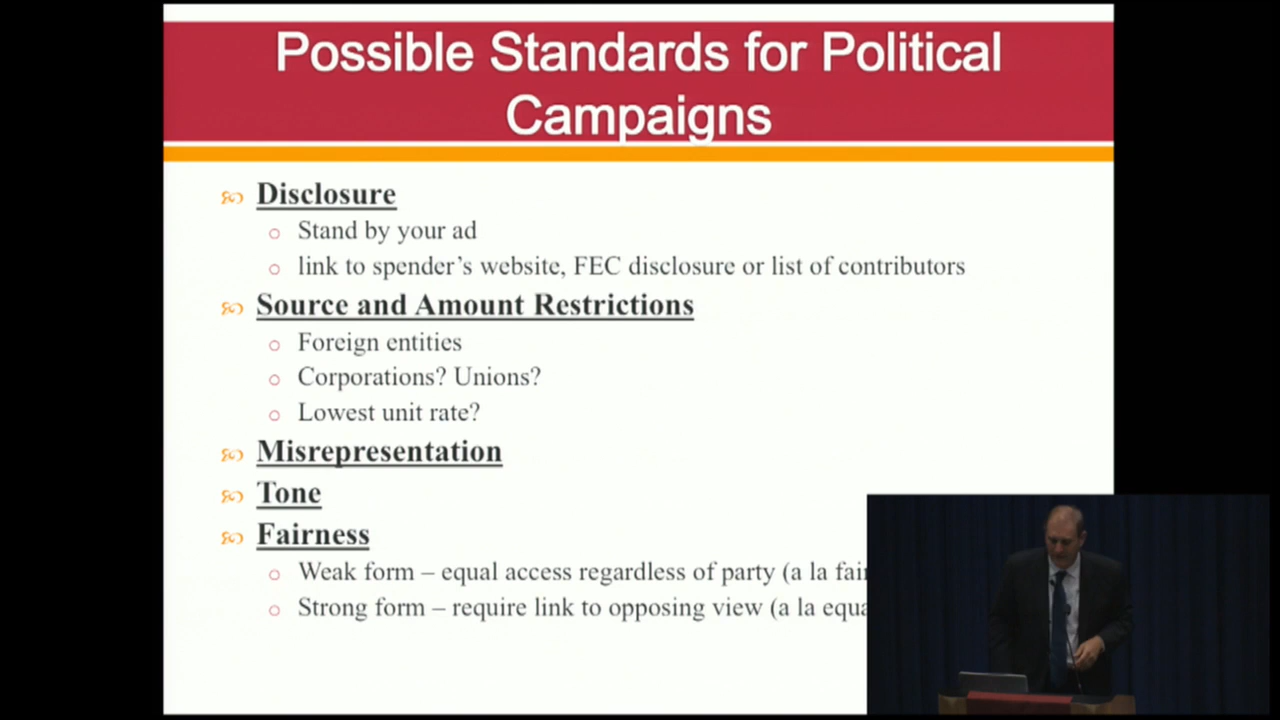 Possible Standards for Political
Campaigns
Disclosure
Stand by your ad
link to spender's website, FEC disclosure or list of contributors
Source and Amount Restrictions
Foreign entities
Corporations? Unions?
Lowest unit rate?
Misrepresentation
Tone
Fairness
Weak form – equal access regardless of party (a la
Strong form – require link to opposing view (a la